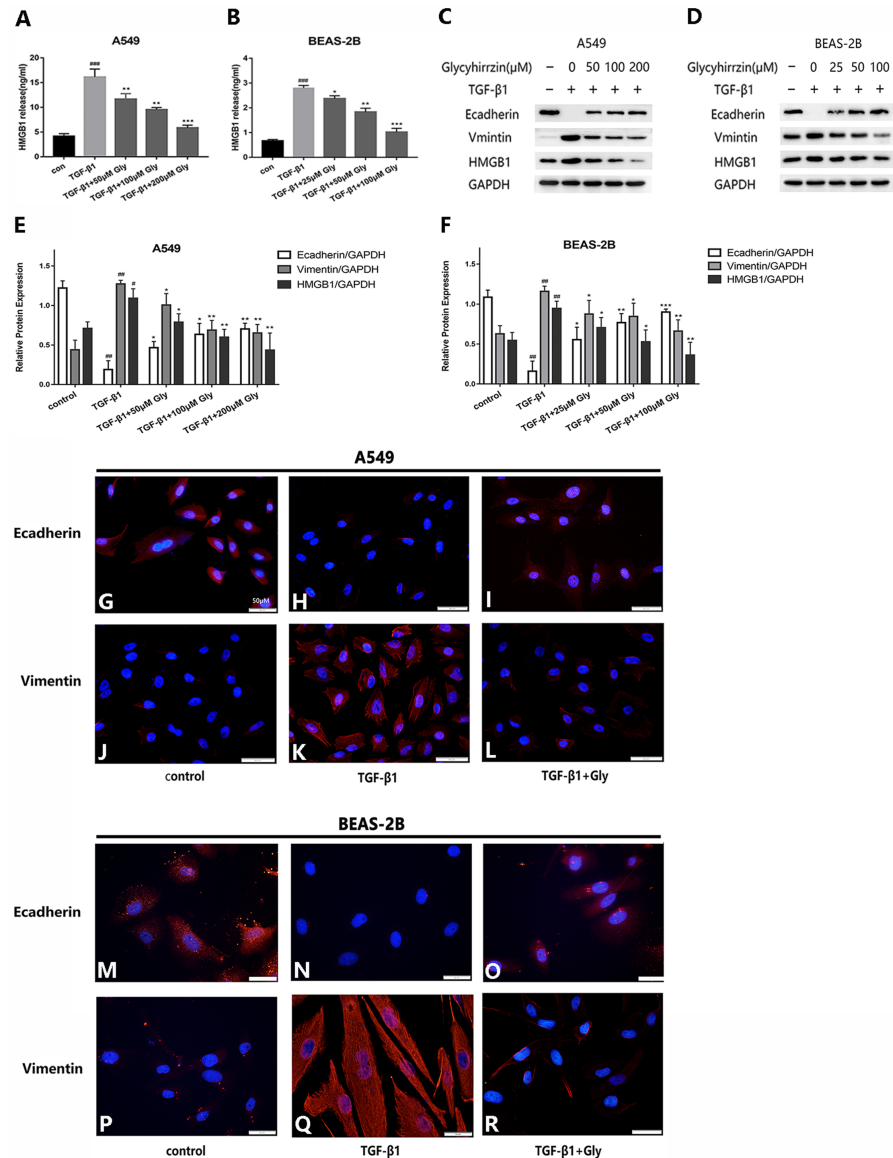 A
A549
HMGB1 release(ng/ml)
20
15
10
5
0
###
**
**
***
con
TGF-β1
TGF-β1+50μM Gly
TGF-β1+100μM Gly
TGF-β1+200μM Gly
B
BEAS-2B
HMGB1 release(ng/ml)
4
3
2
1
0
###
*
**
***
con
TGF-β1
TGF-β1+25μM Gly
TGF-β1+50μM Gly
TGF-β1+100μM Gly
C
A549
Glycyhirrzin(μM) − 0 50 100 200
TGF-β1 − + + + +
Ecadherin
Vmintin
HMGB1
GAPDH
D
BEAS-2B
Glycyhirrzin(μM) − 0 25 50 100
TGF-β1 − + + + +
Ecadherin
Vmintin
HMGB1
GAPDH
E
A549
Relative Protein Expression
1.5
1.0
0.5
0.0
## ## #
* * *
* ** **
** ** **
control
TGF-β1
TGF-β1+50μM Gly
TGF-β1+100μM Gly
TGF-β1+200μM Gly
Ecadherin/GAPDH
Vimentin/GAPDH
HMGB1/GAPDH
F
BEAS-2B
Relative Protein Expression
1.5
1.0
0.5
0.0
## ## ##
* * *
** * *
*** ** **
control
TGF-β1
TGF-β1+25μM Gly
TGF-β1+50μM Gly
TGF-β1+100μM Gly
Ecadherin/GAPDH
Vimentin/GAPDH
HMGB1/GAPDH
A549
Ecadherin
G
50μM
H
I
Vimentin
J
K
L
control
TGF-β1
TGF-β1+Gly
BEAS-2B
Ecadherin
M
N
O
Vimentin
P
Q
R
control
TGF-β1
TGF-β1+Gly